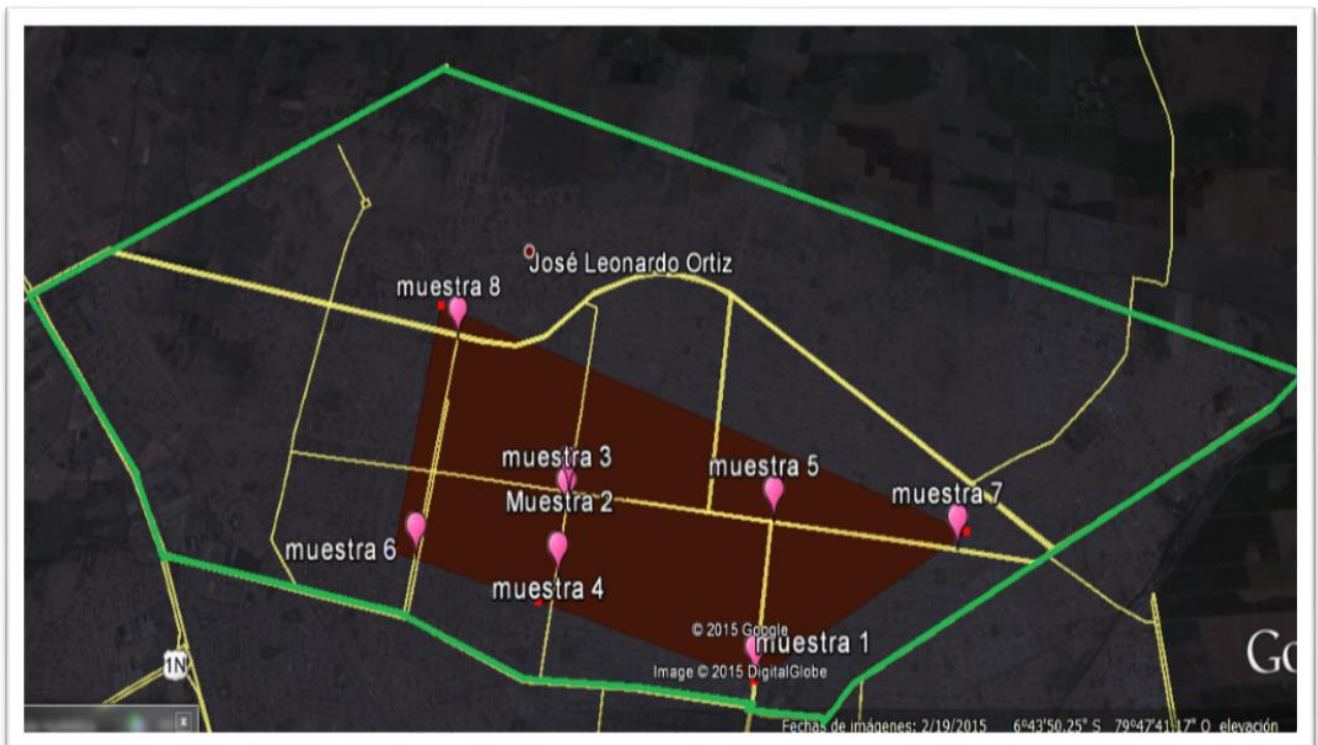 José Leonardo Ortiz
muestra 8
muestra 3
muestra 5
Muestra 2
muestra 7
muestra 6
muestra 4
© 2015 Google
muestra 1
Image © 2015 DigitalGlobe
Go
1N
Fechas de imágenes: 2/19/2015 6°43'50.25" S 79°47'41.17" O elevación